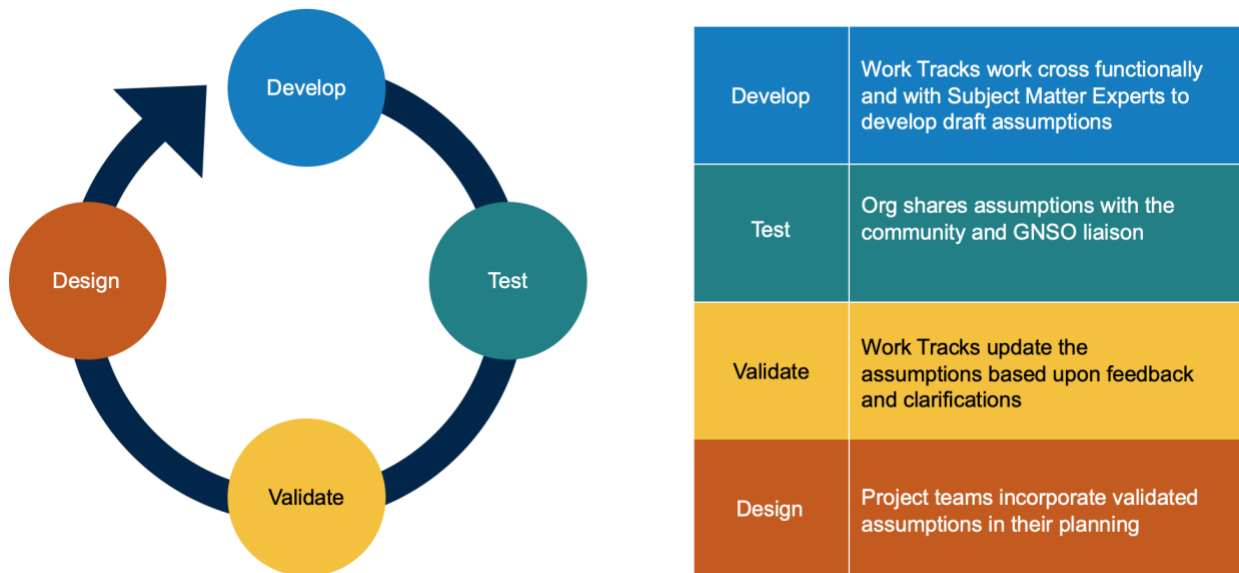 Develop
Test
Validate
Design
Develop
Work Tracks work cross functionally
and with Subject Matter Experts to
develop draft assumptions
Test
Org shares assumptions with the
community and GNSO liaison
Validate
Work Tracks update the
assumptions based upon feedback
and clarifications
Design
Project teams incorporate validated
assumptions in their planning